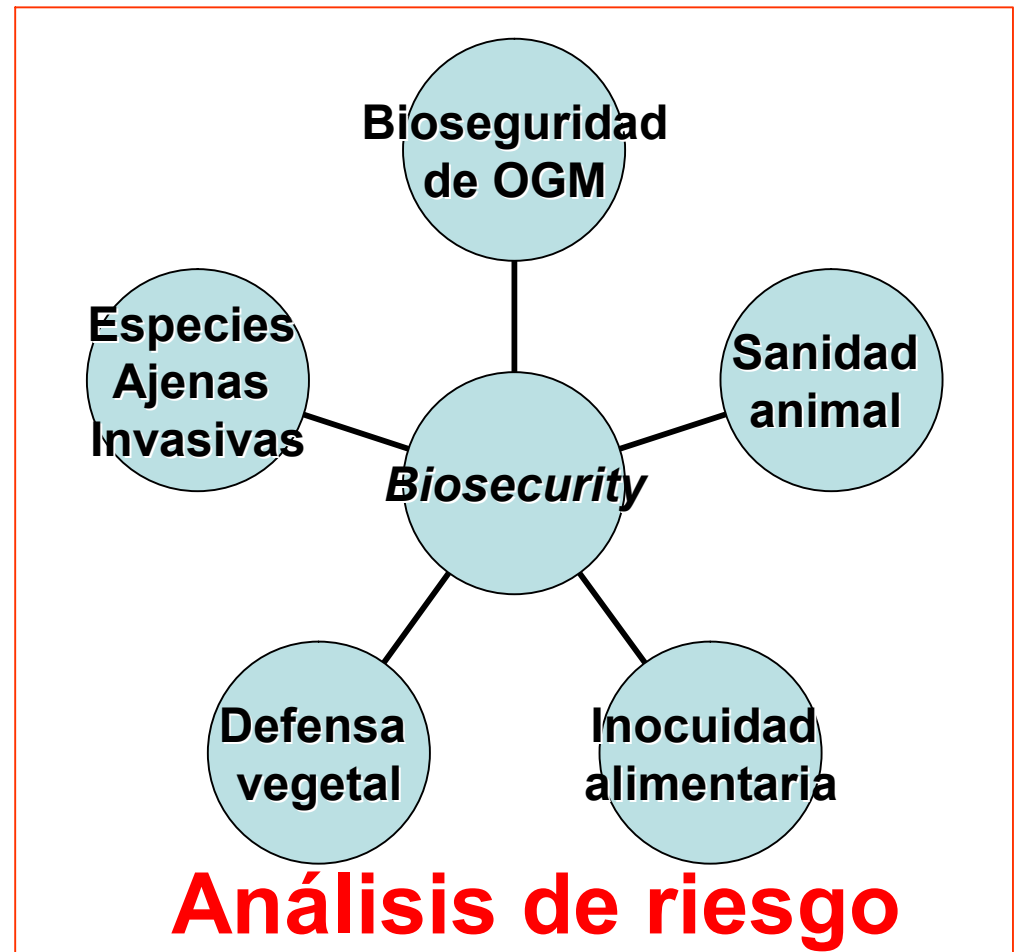 Bioseguridad
de OGM
Especies
Ajenas
Invasivas
Sanidad
animal
Biosecurity
Defensa
vegetal
Inocuidad
alimentaria
Análisis de riesgo